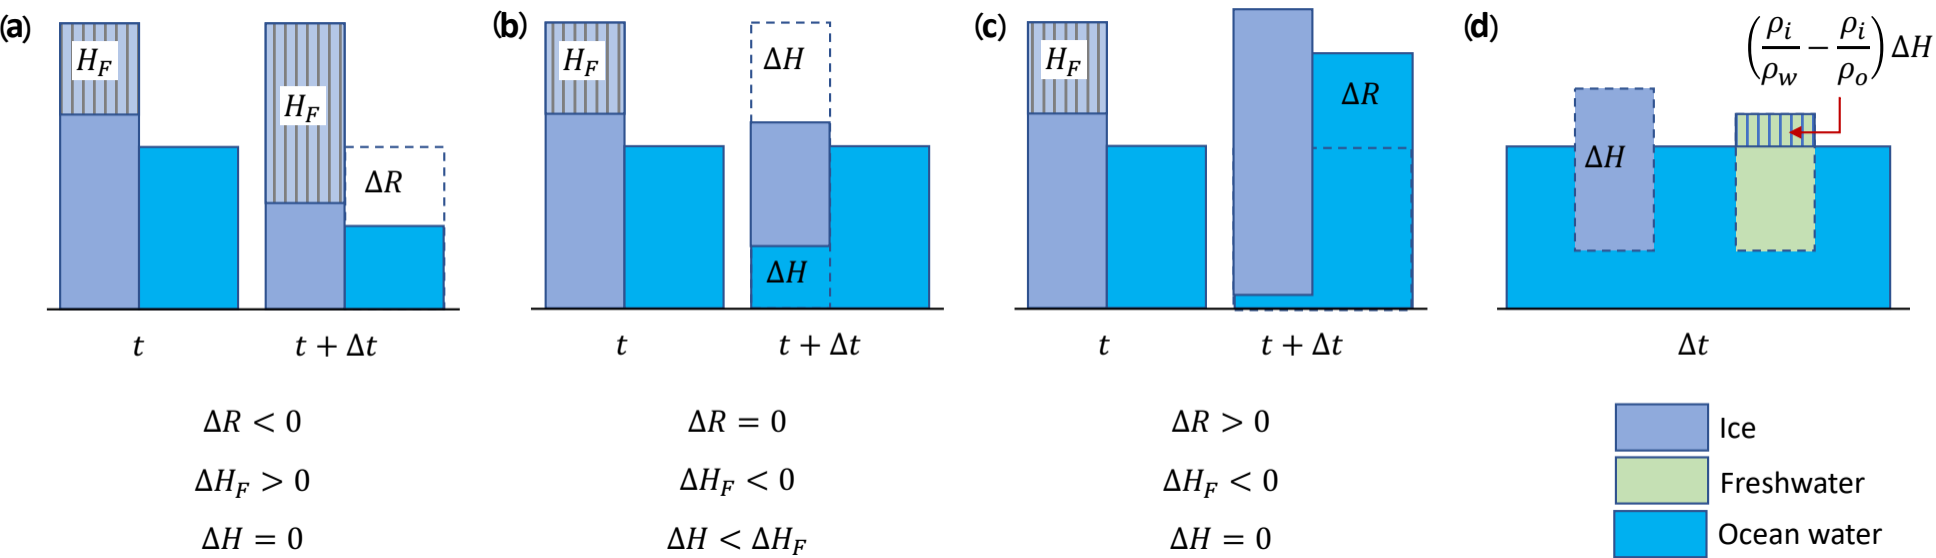 (a)
H_F
H_F
ΔR
t
t + Δt
ΔR < 0
ΔH_F > 0
ΔH = 0
(b)
H_F
ΔH
ΔH
t
t + Δt
ΔR = 0
ΔH_F < 0
ΔH < ΔH_F
(c)
H_F
ΔR
t
t + Δt
ΔR > 0
ΔH_F < 0
ΔH = 0
(d)
(ρ_i/ρ_w − ρ_i/ρ_o) ΔH
ΔH
Δt
Ice
Freshwater
Ocean water